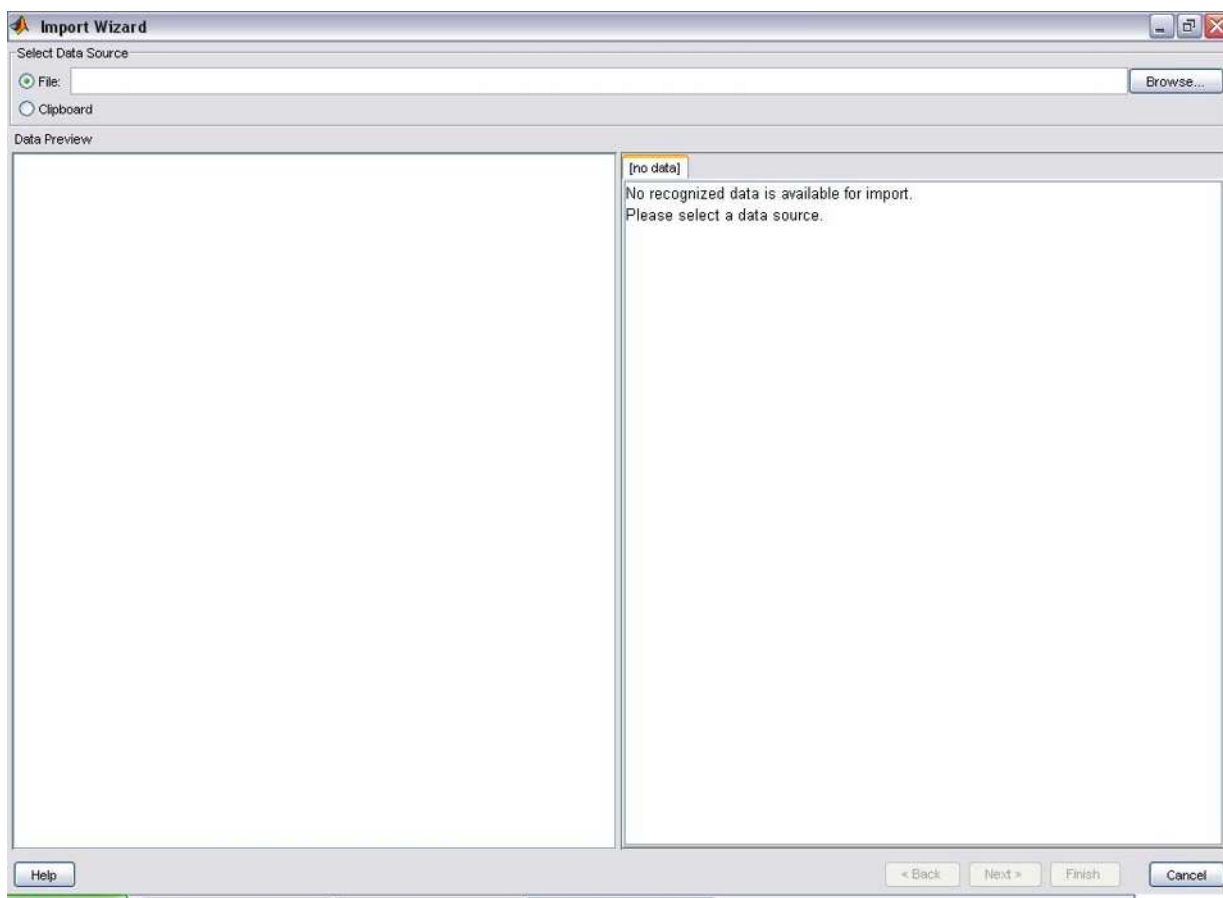 Import Wizard
Select Data Source
File:
Browse...
Clipboard
Data Preview
[no data]
No recognized data is available for import.
Please select a data source.
Help
< Back
Next >
Finish
Cancel